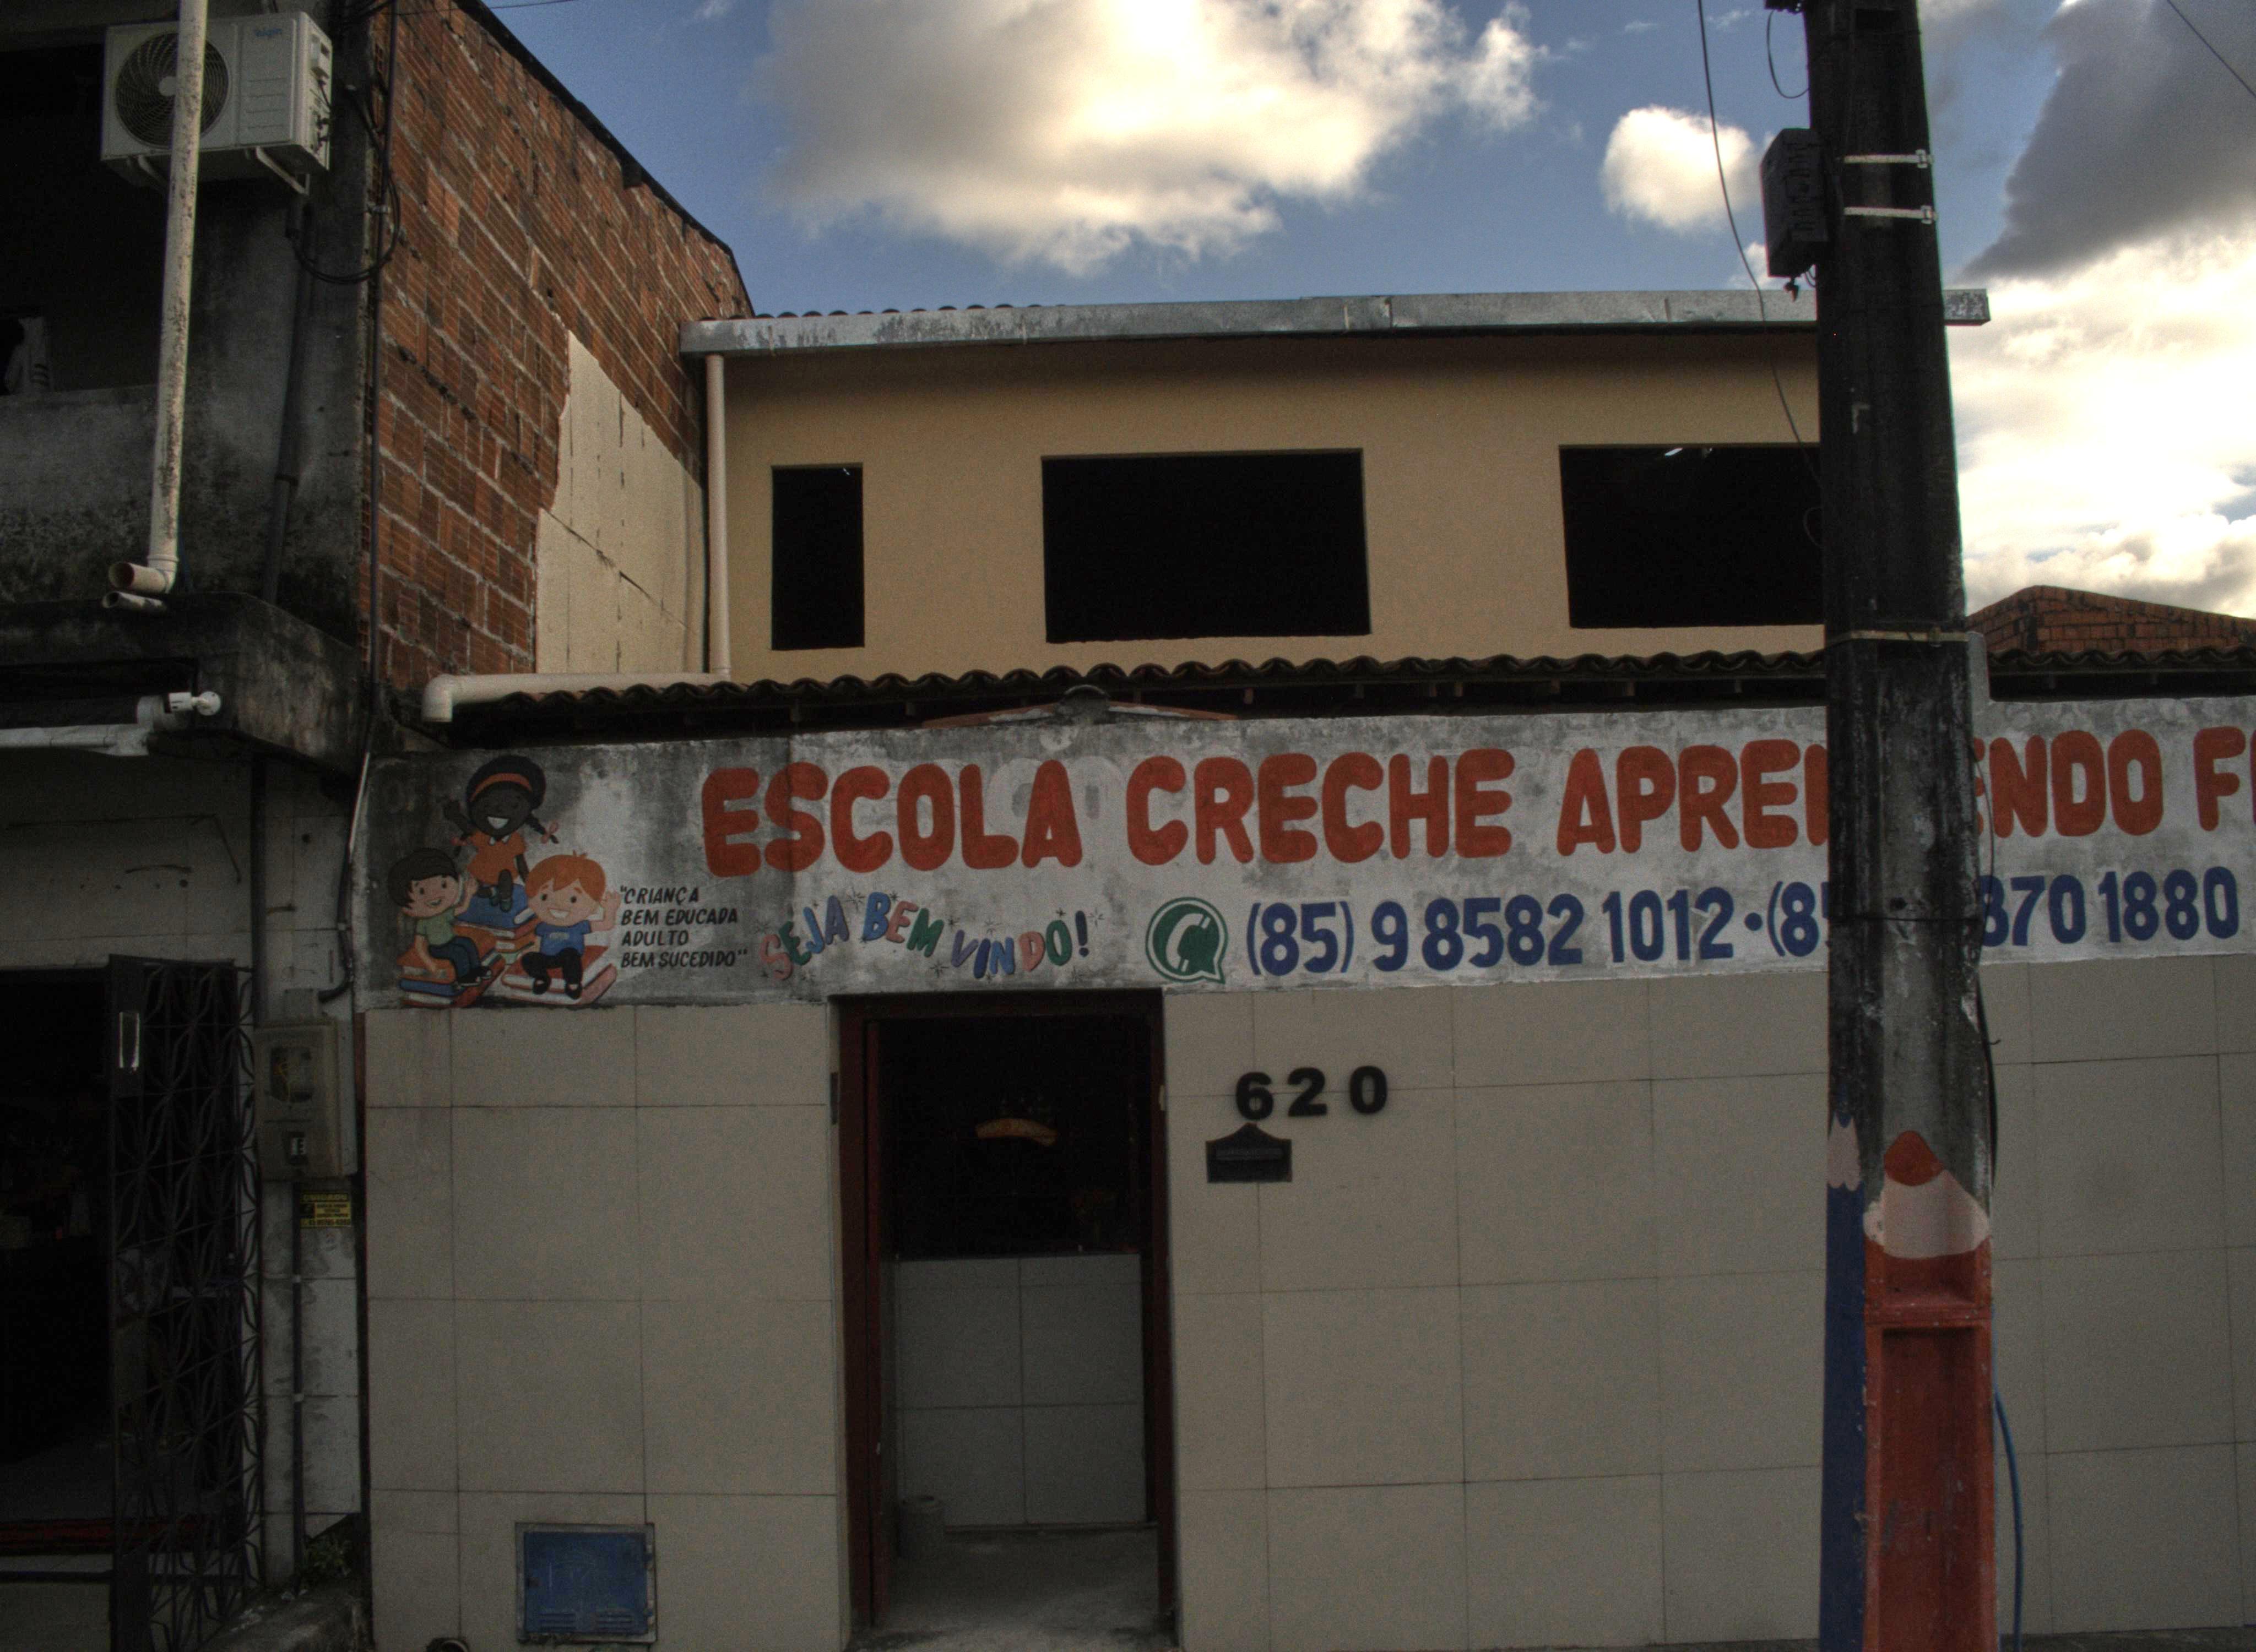 ESCOLA CRECHE APRE ENDO F
"CRIANÇA
BEM EDUCADA
ADULTO
BEM SUCEDIDO"
SEJA BEM VINDO!
(85) 9 8582 1012 • (8 870 1880
620